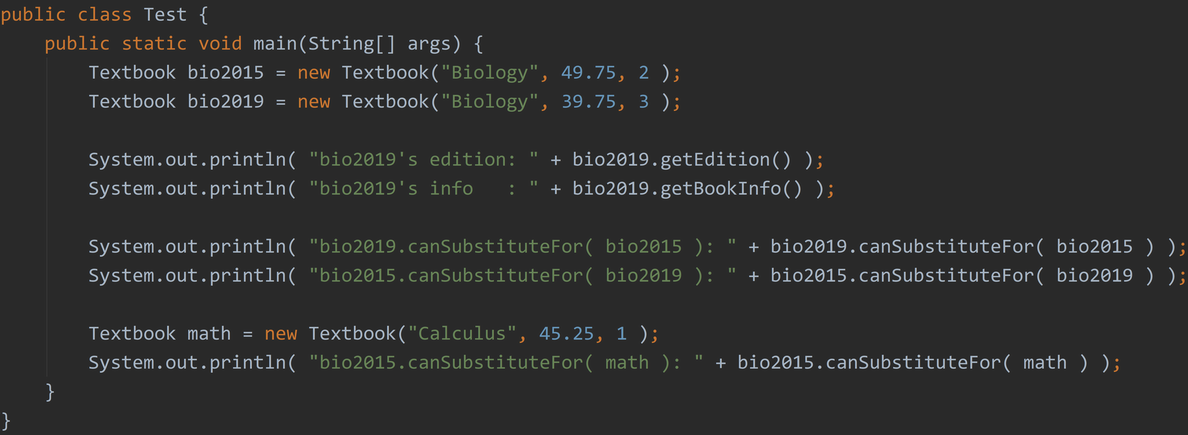 public class Test {
    public static void main(String[] args) {
        Textbook bio2015 = new Textbook("Biology", 49.75, 2 );
        Textbook bio2019 = new Textbook("Biology", 39.75, 3 );

        System.out.println( "bio2019's edition: " + bio2019.getEdition() );
        System.out.println( "bio2019's info   : " + bio2019.getBookInfo() );

        System.out.println( "bio2019.canSubstituteFor( bio2015 ): " + bio2019.canSubstituteFor( bio2015 ) );
        System.out.println( "bio2015.canSubstituteFor( bio2019 ): " + bio2015.canSubstituteFor( bio2019 ) );

        Textbook math = new Textbook("Calculus", 45.25, 1 );
        System.out.println( "bio2015.canSubstituteFor( math ): " + bio2015.canSubstituteFor( math ) );
    }
}